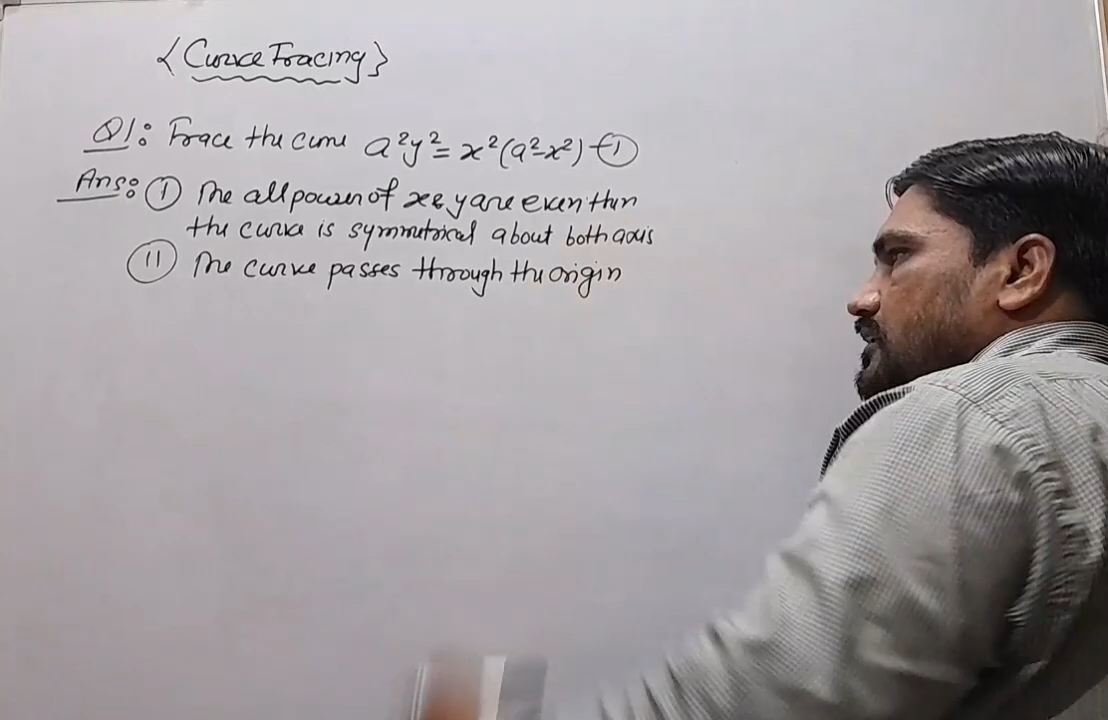 {Curve Tracing}
Q1: Trace the curve a²y² = x²(a²-x²) -①
Ans: ① The all power of x & y are even then
the curve is symmetrical about both axis
⑪ The curve passes through the origin